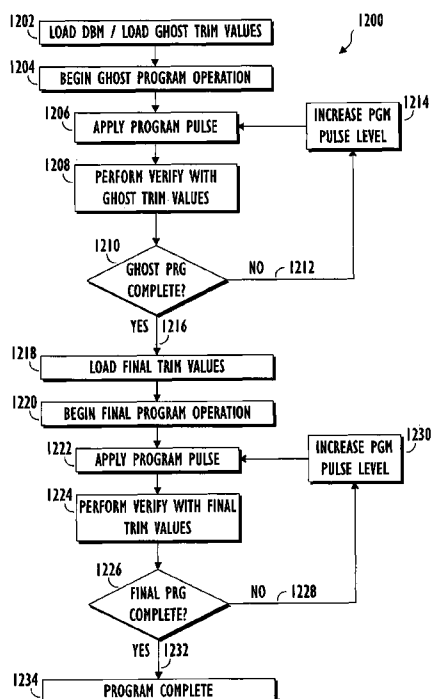 1202 LOAD DBM / LOAD GHOST TRIM VALUES
1200
1204 BEGIN GHOST PROGRAM OPERATION
1206 APPLY PROGRAM PULSE
1214 INCREASE PGM
PULSE LEVEL
1208 PERFORM VERIFY WITH
GHOST TRIM VALUES
1210 GHOST PRG
COMPLETE?
NO 1212
YES 1216
1218 LOAD FINAL TRIM VALUES
1220 BEGIN FINAL PROGRAM OPERATION
1222 APPLY PROGRAM PULSE
1230 INCREASE PGM
PULSE LEVEL
1224 PERFORM VERIFY WITH FINAL
TRIM VALUES
1226 FINAL PRG
COMPLETE?
NO 1228
YES 1232
1234 PROGRAM COMPLETE